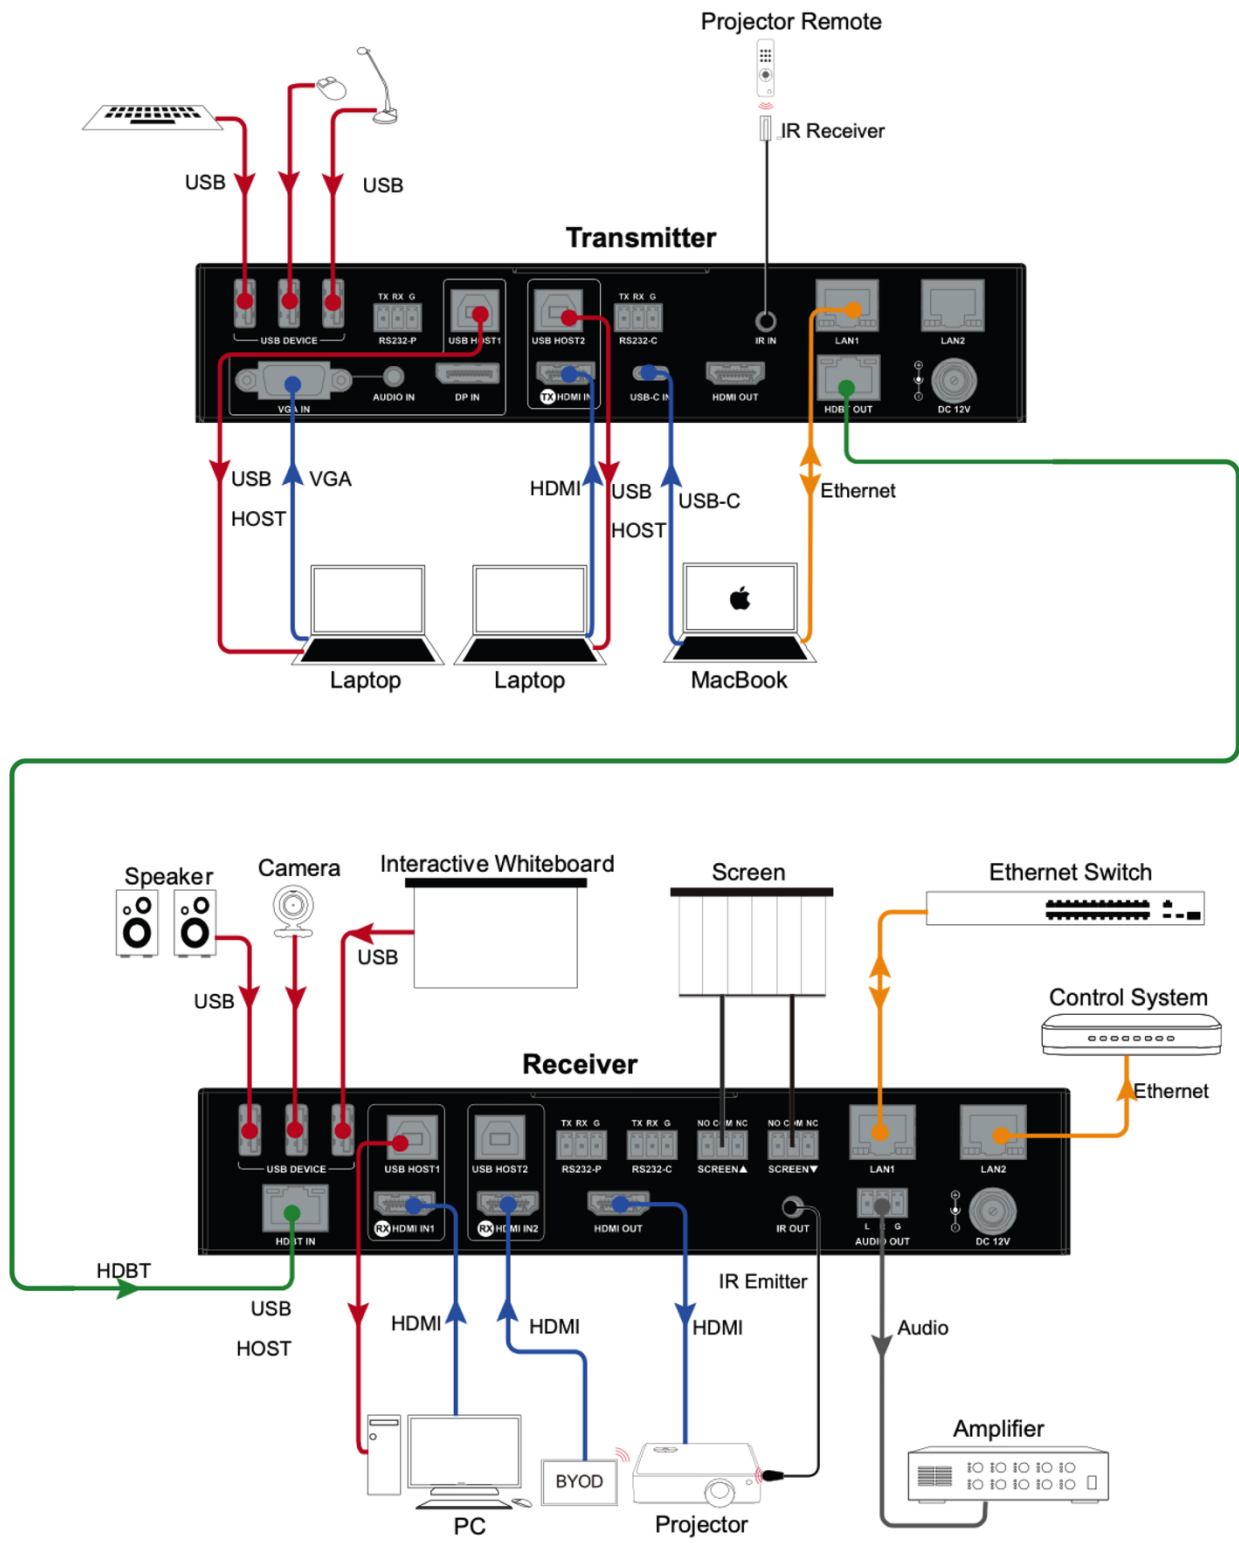 Projector Remote
IR Receiver
USB
USB
Transmitter
TX RX G
TX RX G
USB DEVICE
RS232-P
USB HOST1
USB HOST2
RS232-C
IR IN
LAN1
LAN2
VGA IN
AUDIO IN
DP IN
TX HDMI IN
USB-C IN
HDMI OUT
HDBT OUT
DC 12V
USB
HOST
VGA
HDMI
USB
HOST
USB-C
Ethernet
Laptop
Laptop
MacBook
Speaker
Camera
Interactive Whiteboard
Screen
Ethernet Switch
USB
USB
Control System
Receiver
Ethernet
TX RX G
TX RX G
NO COM NC
NO COM NC
USB DEVICE
USB HOST1
USB HOST2
RS232-P
RS232-C
SCREEN▲
SCREEN▼
LAN1
LAN2
HDBT IN
RX HDMI IN1
RX HDMI IN2
HDMI OUT
IR OUT
L G
AUDIO OUT
DC 12V
HDBT
USB
HOST
HDMI
HDMI
HDMI
IR Emitter
Audio
Amplifier
BYOD
PC
Projector